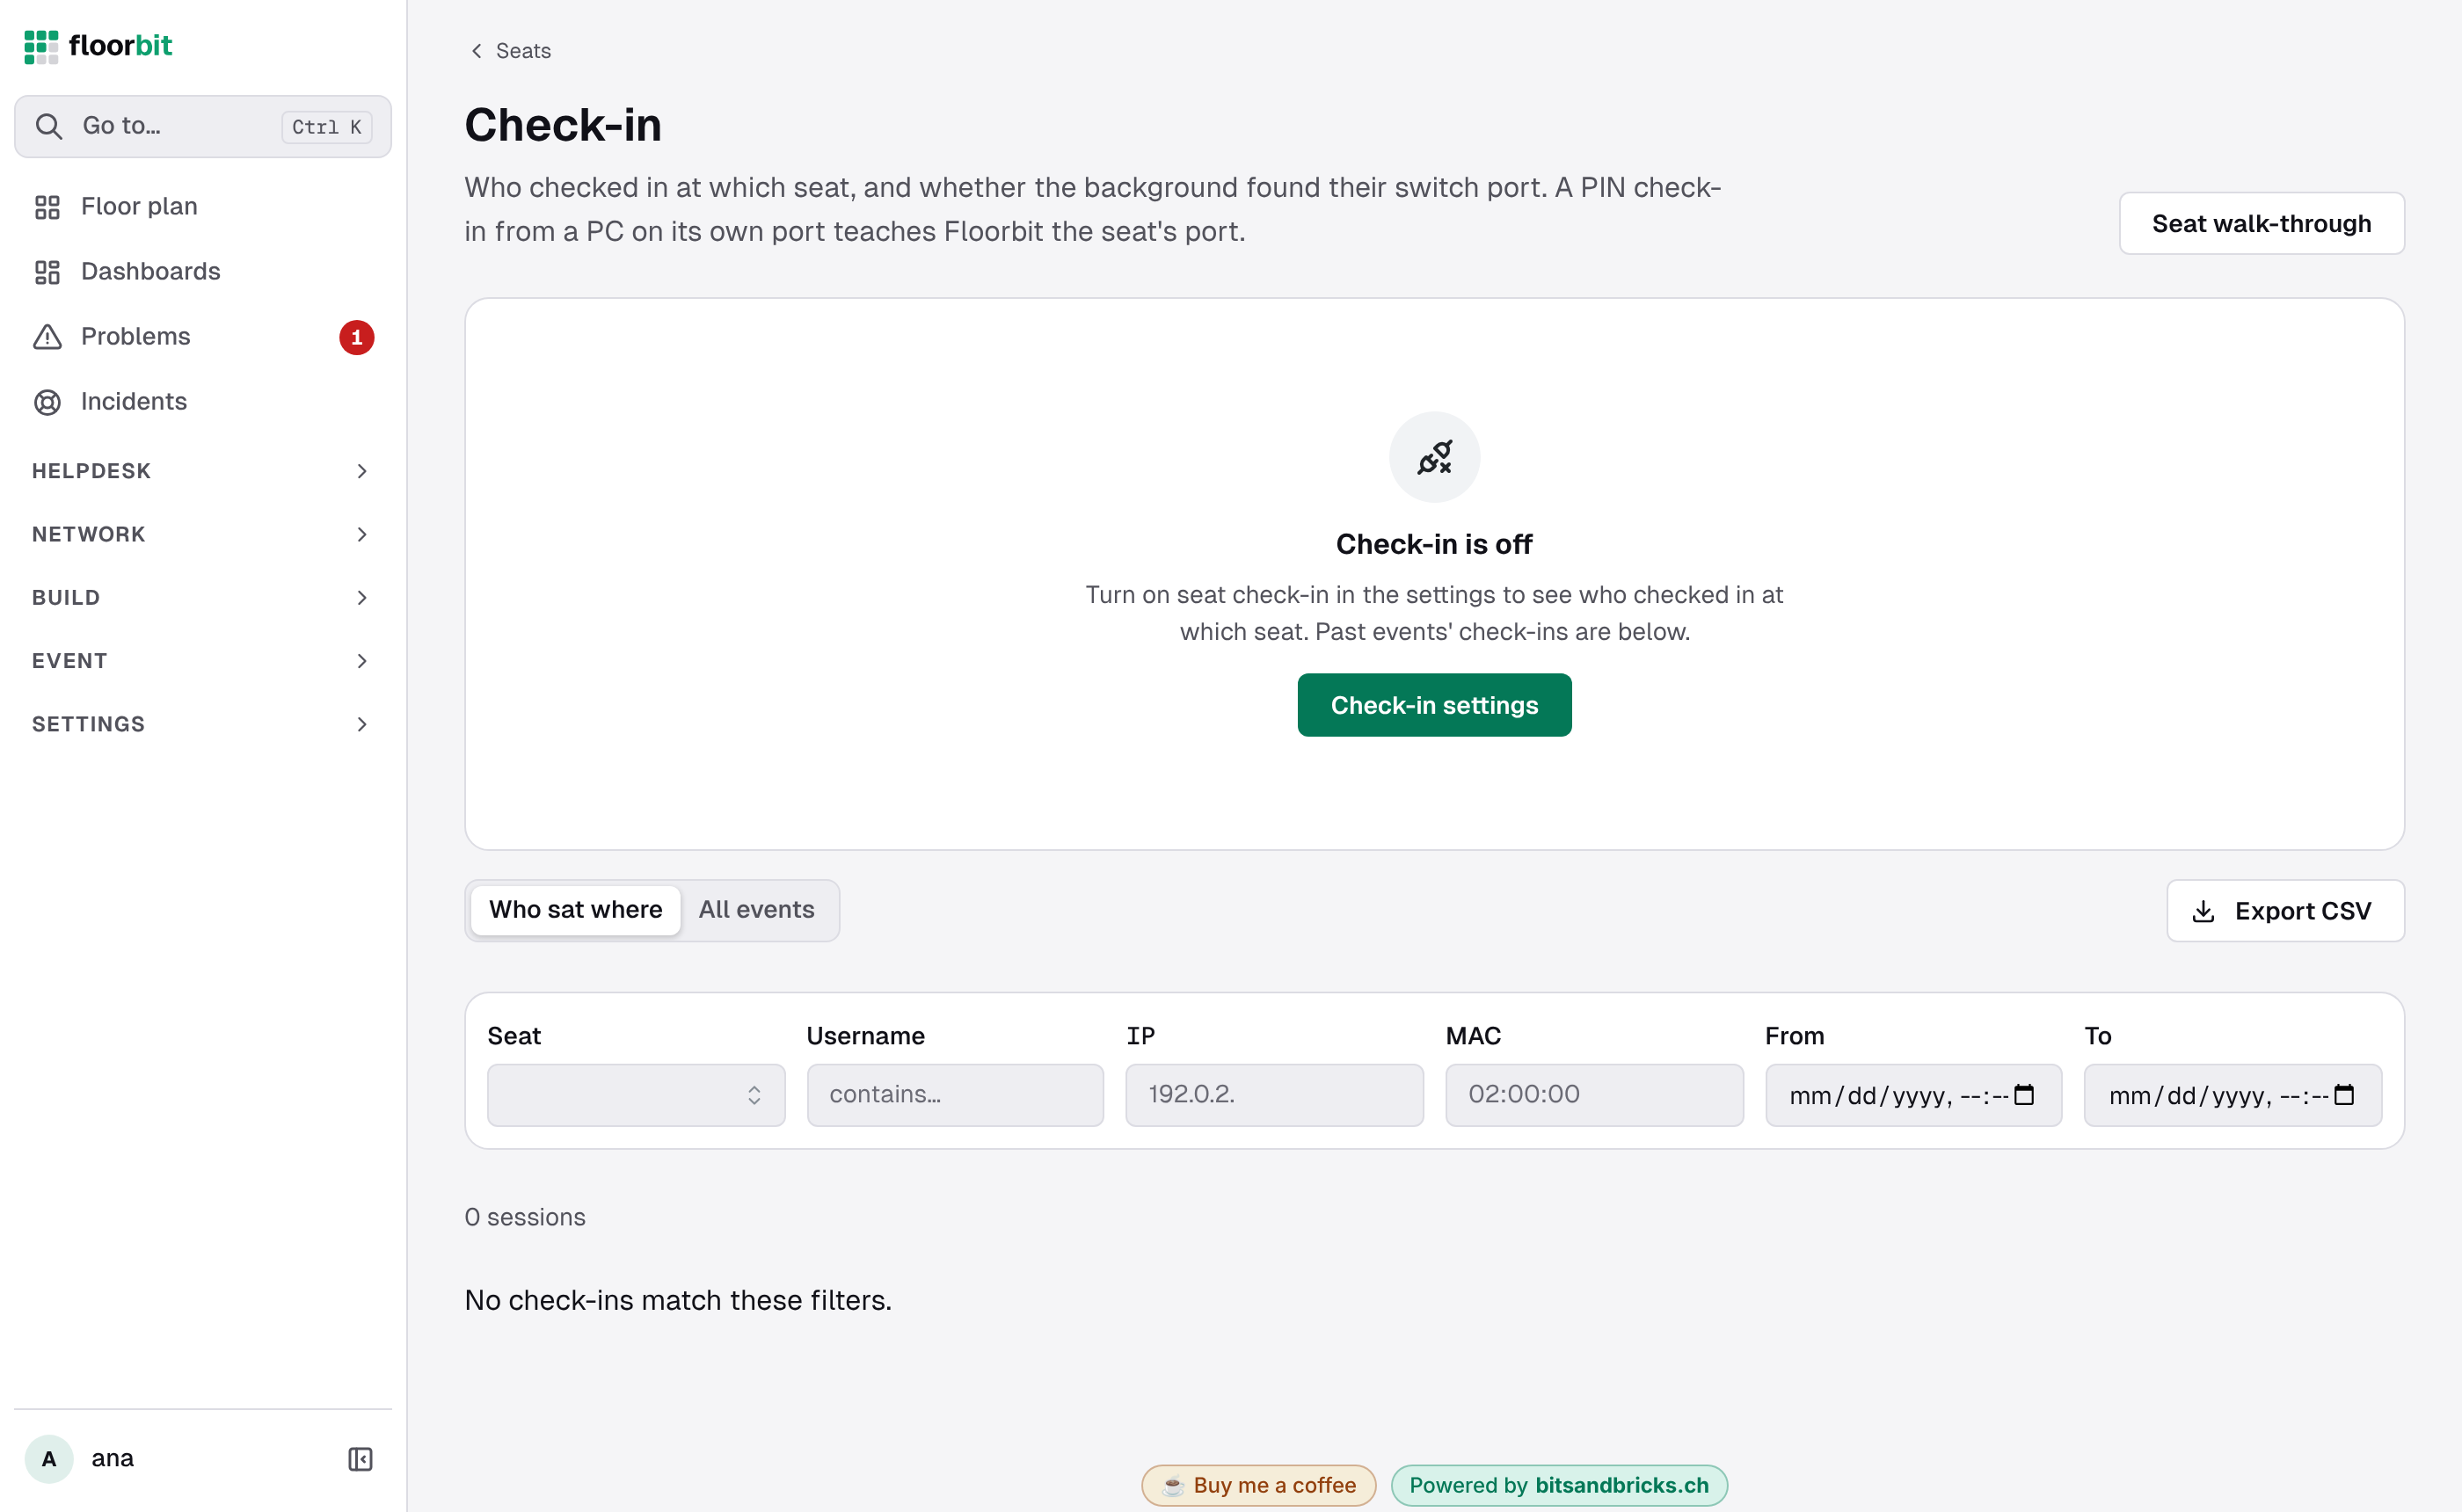 floorbit
Go to...
Ctrl K
Floor plan
Dashboards
Problems
1
Incidents
HELPDESK
NETWORK
BUILD
EVENT
SETTINGS
A
ana
Seats
Check-in
Who checked in at which seat, and whether the background found their switch port. A PIN check-
in from a PC on its own port teaches Floorbit the seat's port.
Seat walk-through
Check-in is off
Turn on seat check-in in the settings to see who checked in at
which seat. Past events' check-ins are below.
Check-in settings
Who sat where
All events
Export CSV
Seat
Username
IP
MAC
From
To
contains...
192.0.2.
02:00:00
mm/dd/yyyy, --:--
mm/dd/yyyy, --:--
0 sessions
No check-ins match these filters.
Buy me a coffee
Powered by bitsandbricks.ch